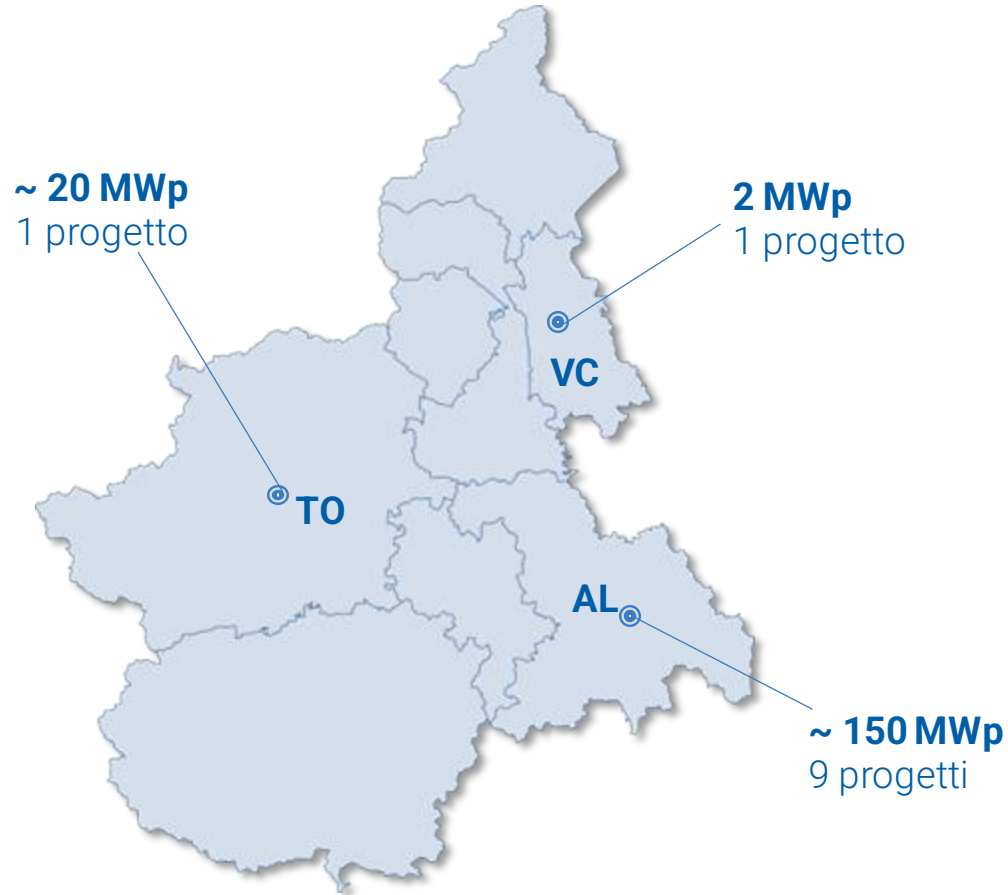 ~ 20 MWp
1 progetto
2 MWp
1 progetto
VC
TO
AL
~ 150 MWp
9 progetti